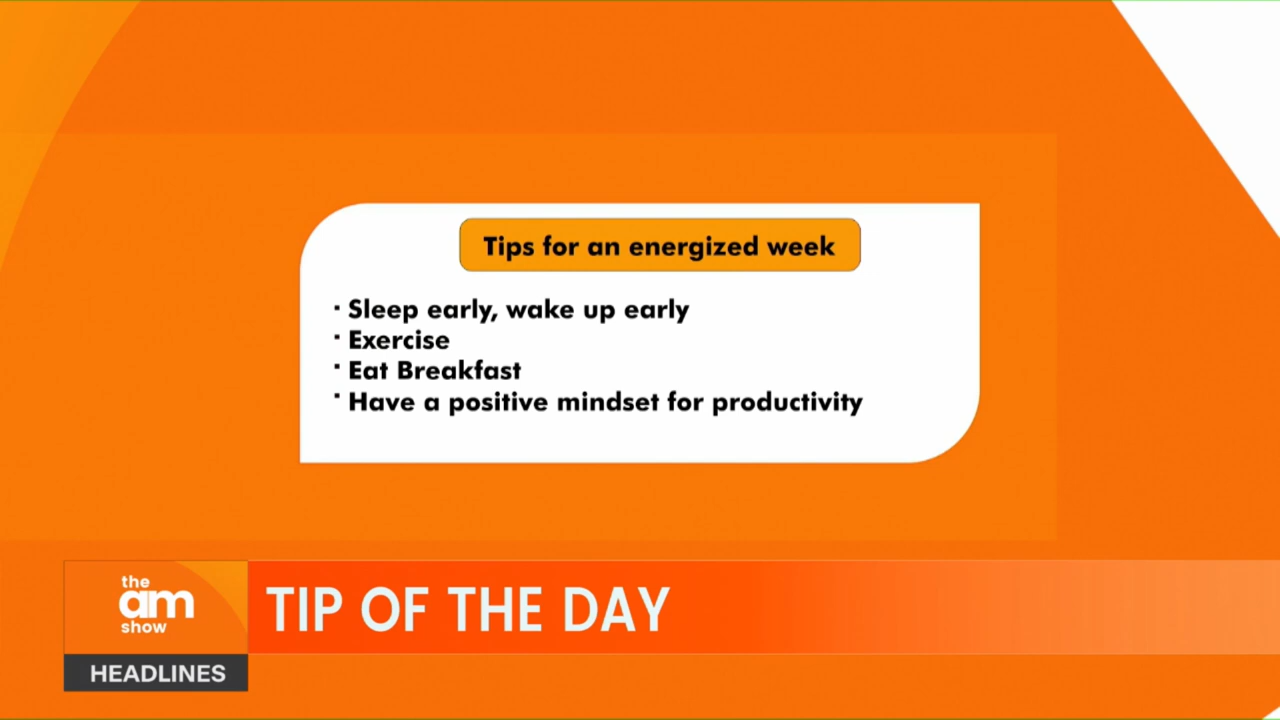 Tips for an energized week
· Sleep early, wake up early
· Exercise
· Eat Breakfast
· Have a positive mindset for productivity
the
am
show
TIP OF THE DAY
HEADLINES